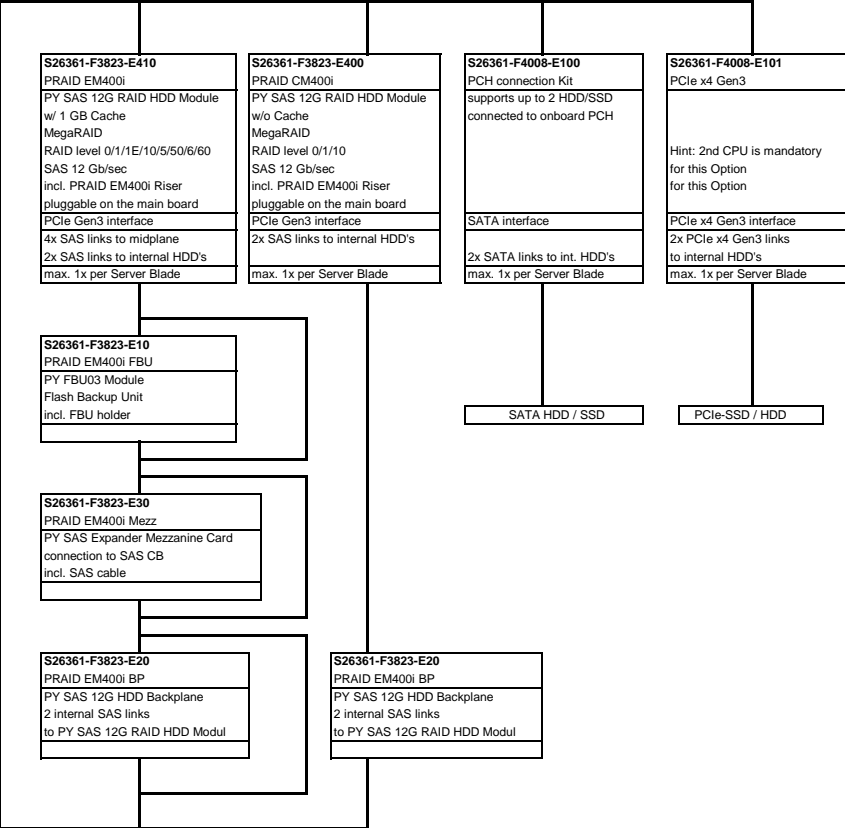 S26361-F3823-E410
PRAID EM400i
PY SAS 12G RAID HDD Module
w/ 1 GB Cache
MegaRAID
RAID level 0/1/1E/10/5/50/6/60
SAS 12 Gb/sec
incl. PRAID EM400i Riser
pluggable on the main board
PCIe Gen3 interface
4x SAS links to midplane
2x SAS links to internal HDD's
max. 1x per Server Blade
S26361-F3823-E400
PRAID CM400i
PY SAS 12G RAID HDD Module
w/o Cache
MegaRAID
RAID level 0/1/10
SAS 12 Gb/sec
incl. PRAID EM400i Riser
pluggable on the main board
PCIe Gen3 interface
2x SAS links to internal HDD's
max. 1x per Server Blade
S26361-F4008-E100
PCH connection Kit
supports up to 2 HDD/SSD
connected to onboard PCH
SATA interface
2x SATA links to int. HDD's
max. 1x per Server Blade
S26361-F4008-E101
PCIe x4 Gen3
Hint: 2nd CPU is mandatory
for this Option
for this Option
PCIe x4 Gen3 interface
2x PCIe x4 Gen3 links
to internal HDD's
max. 1x per Server Blade
S26361-F3823-E10
PRAID EM400i FBU
PY FBU03 Module
Flash Backup Unit
incl. FBU holder
SATA HDD / SSD
PCIe-SSD / HDD
S26361-F3823-E30
PRAID EM400i Mezz
PY SAS Expander Mezzanine Card
connection to SAS CB
incl. SAS cable
S26361-F3823-E20
PRAID EM400i BP
PY SAS 12G HDD Backplane
2 internal SAS links
to PY SAS 12G RAID HDD Modul
S26361-F3823-E20
PRAID EM400i BP
PY SAS 12G HDD Backplane
2 internal SAS links
to PY SAS 12G RAID HDD Modul